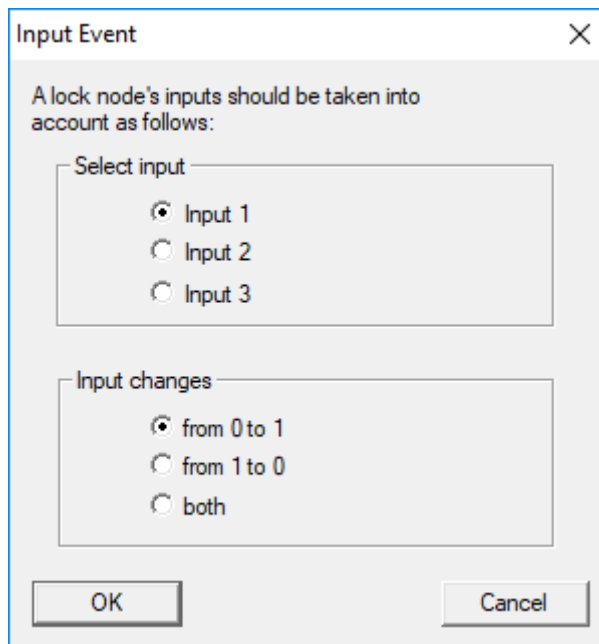 Input Event
A lock node's inputs should be taken into
account as follows:
Select input
Input 1
Input 2
Input 3
Input changes
from 0 to 1
from 1 to 0
both
OK
Cancel